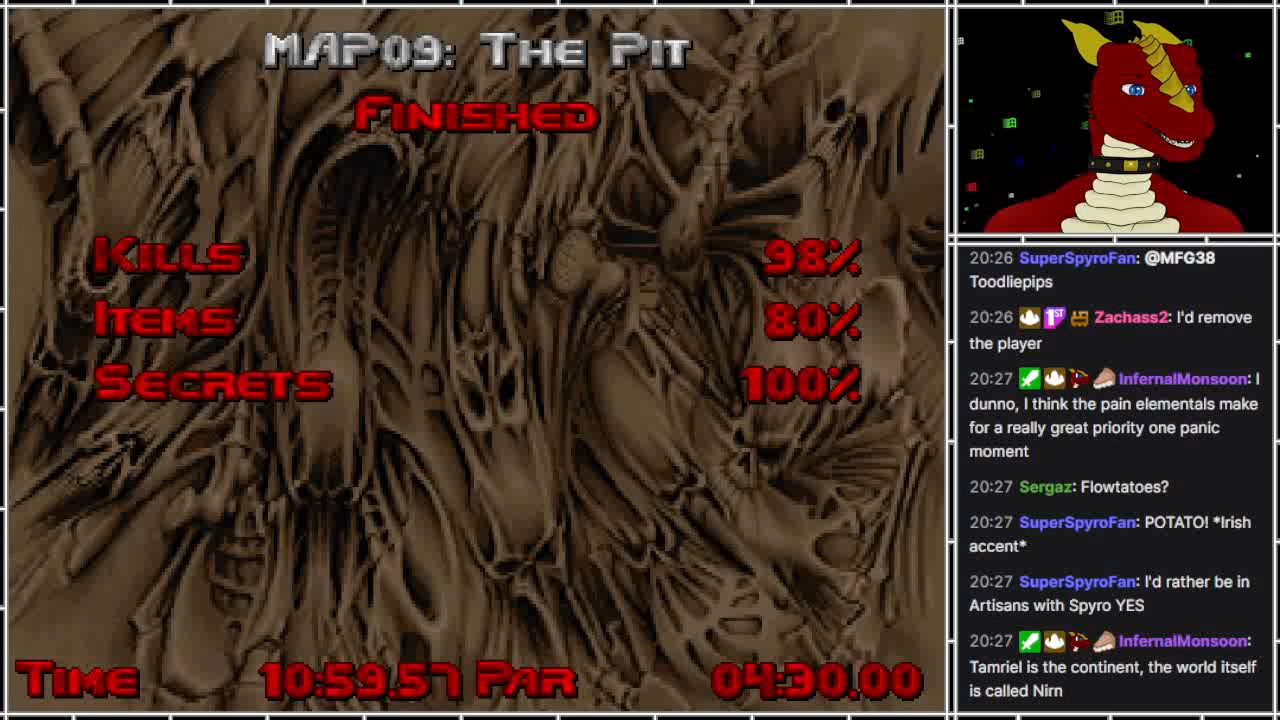 MAP09: The Pit
Finished
Kills 98%
Items 80%
Secrets 100%
Time 10:59.57 Par 04:30.00
20:26 SuperSpyroFan: @MFG38
Toodliepips
20:26 1ST Zachass2: I'd remove
the player
20:27 InfernalMonsoon: I
dunno, I think the pain elementals make
for a really great priority one panic
moment
20:27 Sergaz: Flowtatoes?
20:27 SuperSpyroFan: POTATO! *Irish
accent*
20:27 SuperSpyroFan: I'd rather be in
Artisans with Spyro YES
20:27 InfernalMonsoon:
Tamriel is the continent, the world itself
is called Nirn